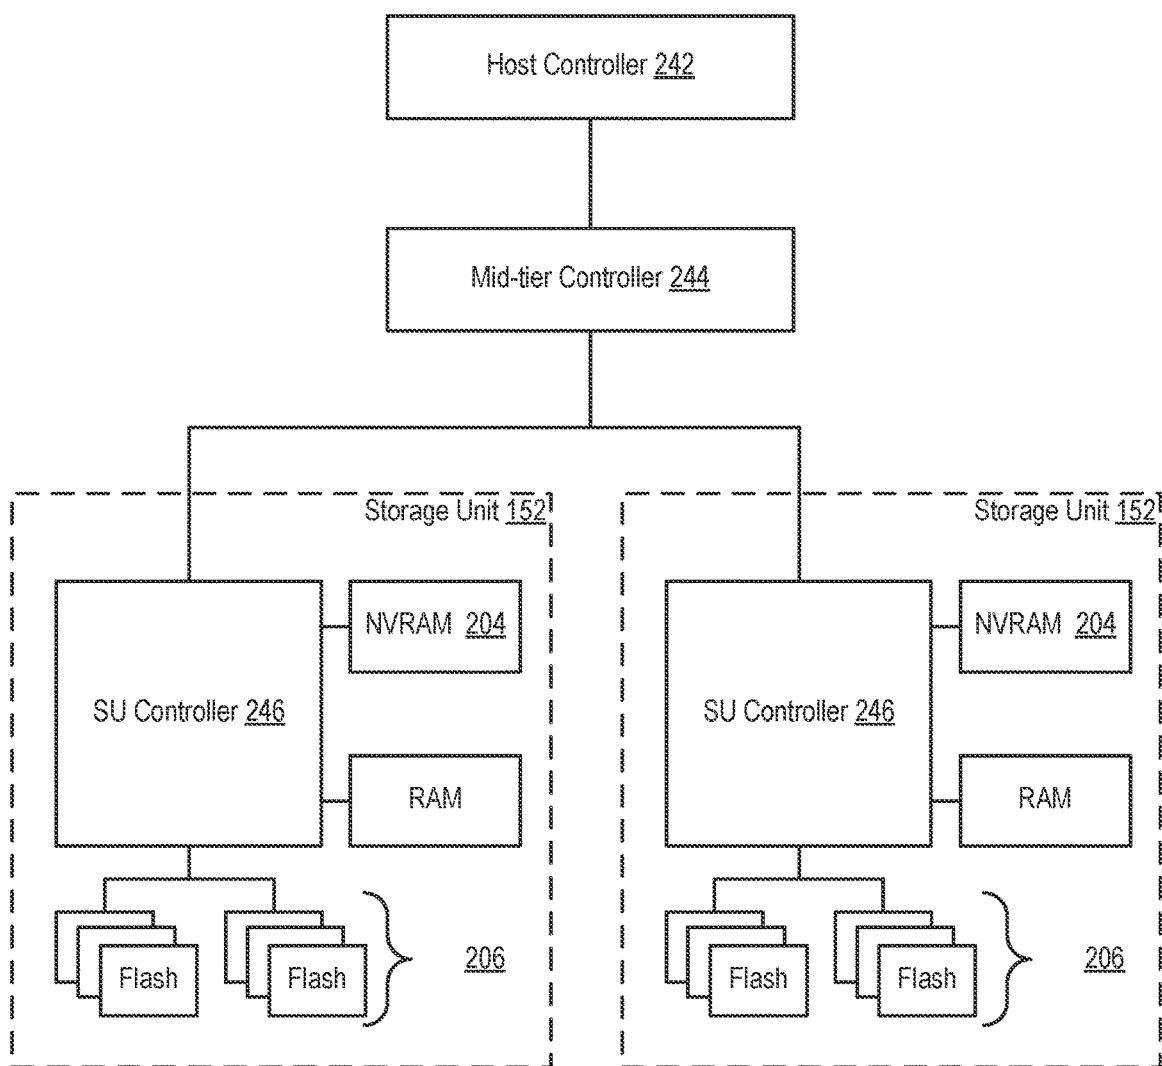 Host Controller 242
Mid-tier Controller 244
Storage Unit 152
NVRAM 204
SU Controller 246
RAM
Flash
Flash
206
Storage Unit 152
NVRAM 204
SU Controller 246
RAM
Flash
Flash
206